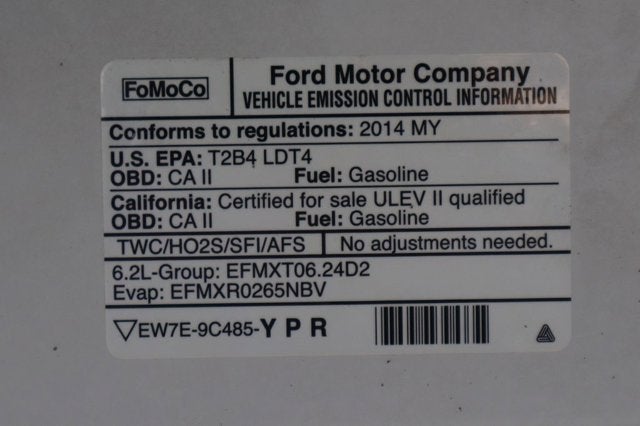 FoMoCo
Ford Motor Company
VEHICLE EMISSION CONTROL INFORMATION
Conforms to regulations: 2014 MY
U.S. EPA: T2B4 LDT4
OBD: CA II Fuel: Gasoline
California: Certified for sale ULEV II qualified
OBD: CA II Fuel: Gasoline
TWC/HO2S/SFI/AFS No adjustments needed.
6.2L-Group: EFMXT06.24D2
Evap: EFMXR0265NBV
EW7E-9C485-YPR